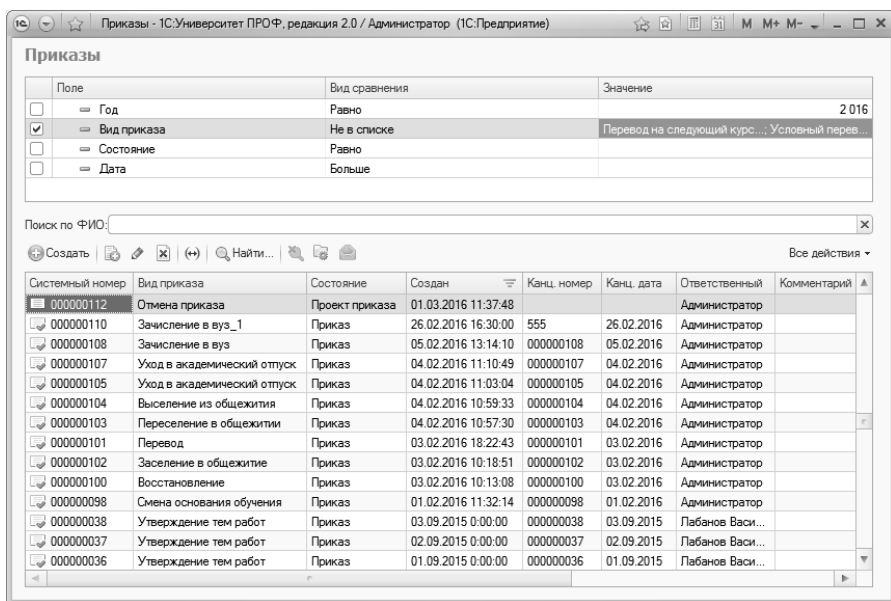 Приказы - 1С:Университет ПРОФ, редакция 2.0 / Администратор (1С:Предприятие) M M+ M-
Приказы
Поле Вид сравнения Значение
Год Равно 2 016
Вид приказа Не в списке Перевод на следующий курс...; Условный перев...
Состояние Равно
Дата Больше
Поиск по ФИО:
Создать Найти... Все действия
Системный номер Вид приказа Состояние Создан Канц. номер Канц. дата Ответственный Комментарий
000000112 Отмена приказа Проект приказа 01.03.2016 11:37:48 Администратор
000000110 Зачисление в вуз_1 Приказ 26.02.2016 16:30:00 555 26.02.2016 Администратор
000000108 Зачисление в вуз Приказ 05.02.2016 13:14:10 000000108 05.02.2016 Администратор
000000107 Уход в академический отпуск Приказ 04.02.2016 11:10:49 000000107 04.02.2016 Администратор
000000105 Уход в академический отпуск Приказ 04.02.2016 11:03:04 000000105 04.02.2016 Администратор
000000104 Выселение из общежития Приказ 04.02.2016 10:59:33 000000104 04.02.2016 Администратор
000000103 Переселение в общежитии Приказ 04.02.2016 10:57:30 000000103 04.02.2016 Администратор
000000101 Перевод Приказ 03.02.2016 18:22:43 000000101 03.02.2016 Администратор
000000102 Заселение в общежитие Приказ 03.02.2016 10:18:51 000000102 03.02.2016 Администратор
000000100 Восстановление Приказ 03.02.2016 10:13:08 000000100 03.02.2016 Администратор
000000098 Смена основания обучения Приказ 01.02.2016 11:32:14 000000098 01.02.2016 Администратор
000000038 Утверждение тем работ Приказ 03.09.2015 0:00:00 000000038 03.09.2015 Лабанов Васи...
000000037 Утверждение тем работ Приказ 02.09.2015 0:00:00 000000037 02.09.2015 Лабанов Васи...
000000036 Утверждение тем работ Приказ 01.09.2015 0:00:00 000000036 01.09.2015 Лабанов Васи...